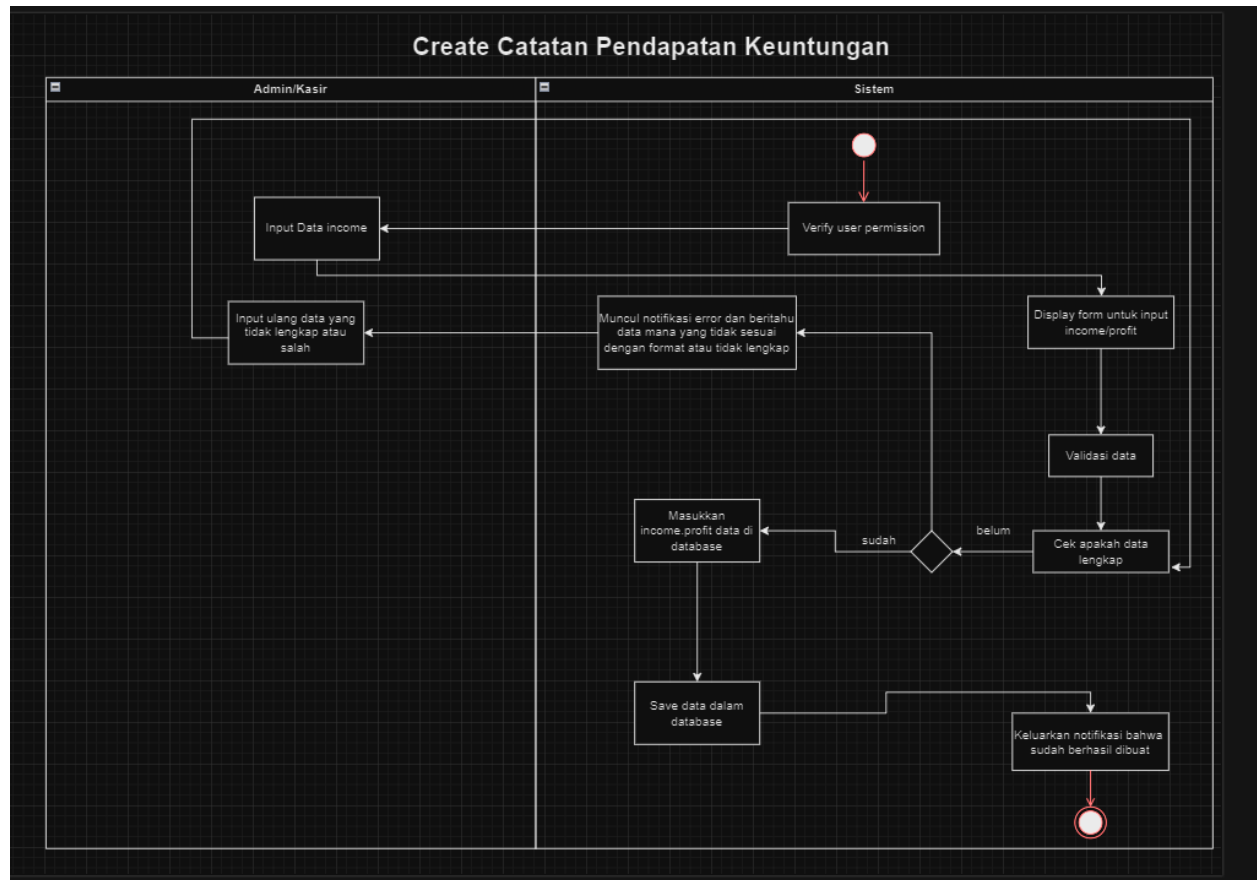 Create Catatan Pendapatan Keuntungan
Admin/Kasir
Sistem
Verify user permission
Input Data income
Display form untuk input
income/profit
Input ulang data yang
tidak lengkap atau
salah
Muncul notifikasi error dan beritahu
data mana yang tidak sesuai
dengan format atau tidak lengkap
Validasi data
Cek apakah data
lengkap
belum
sudah
Masukkan
income.profit data di
database
Save data dalam
database
Keluarkan notifikasi bahwa
sudah berhasil dibuat